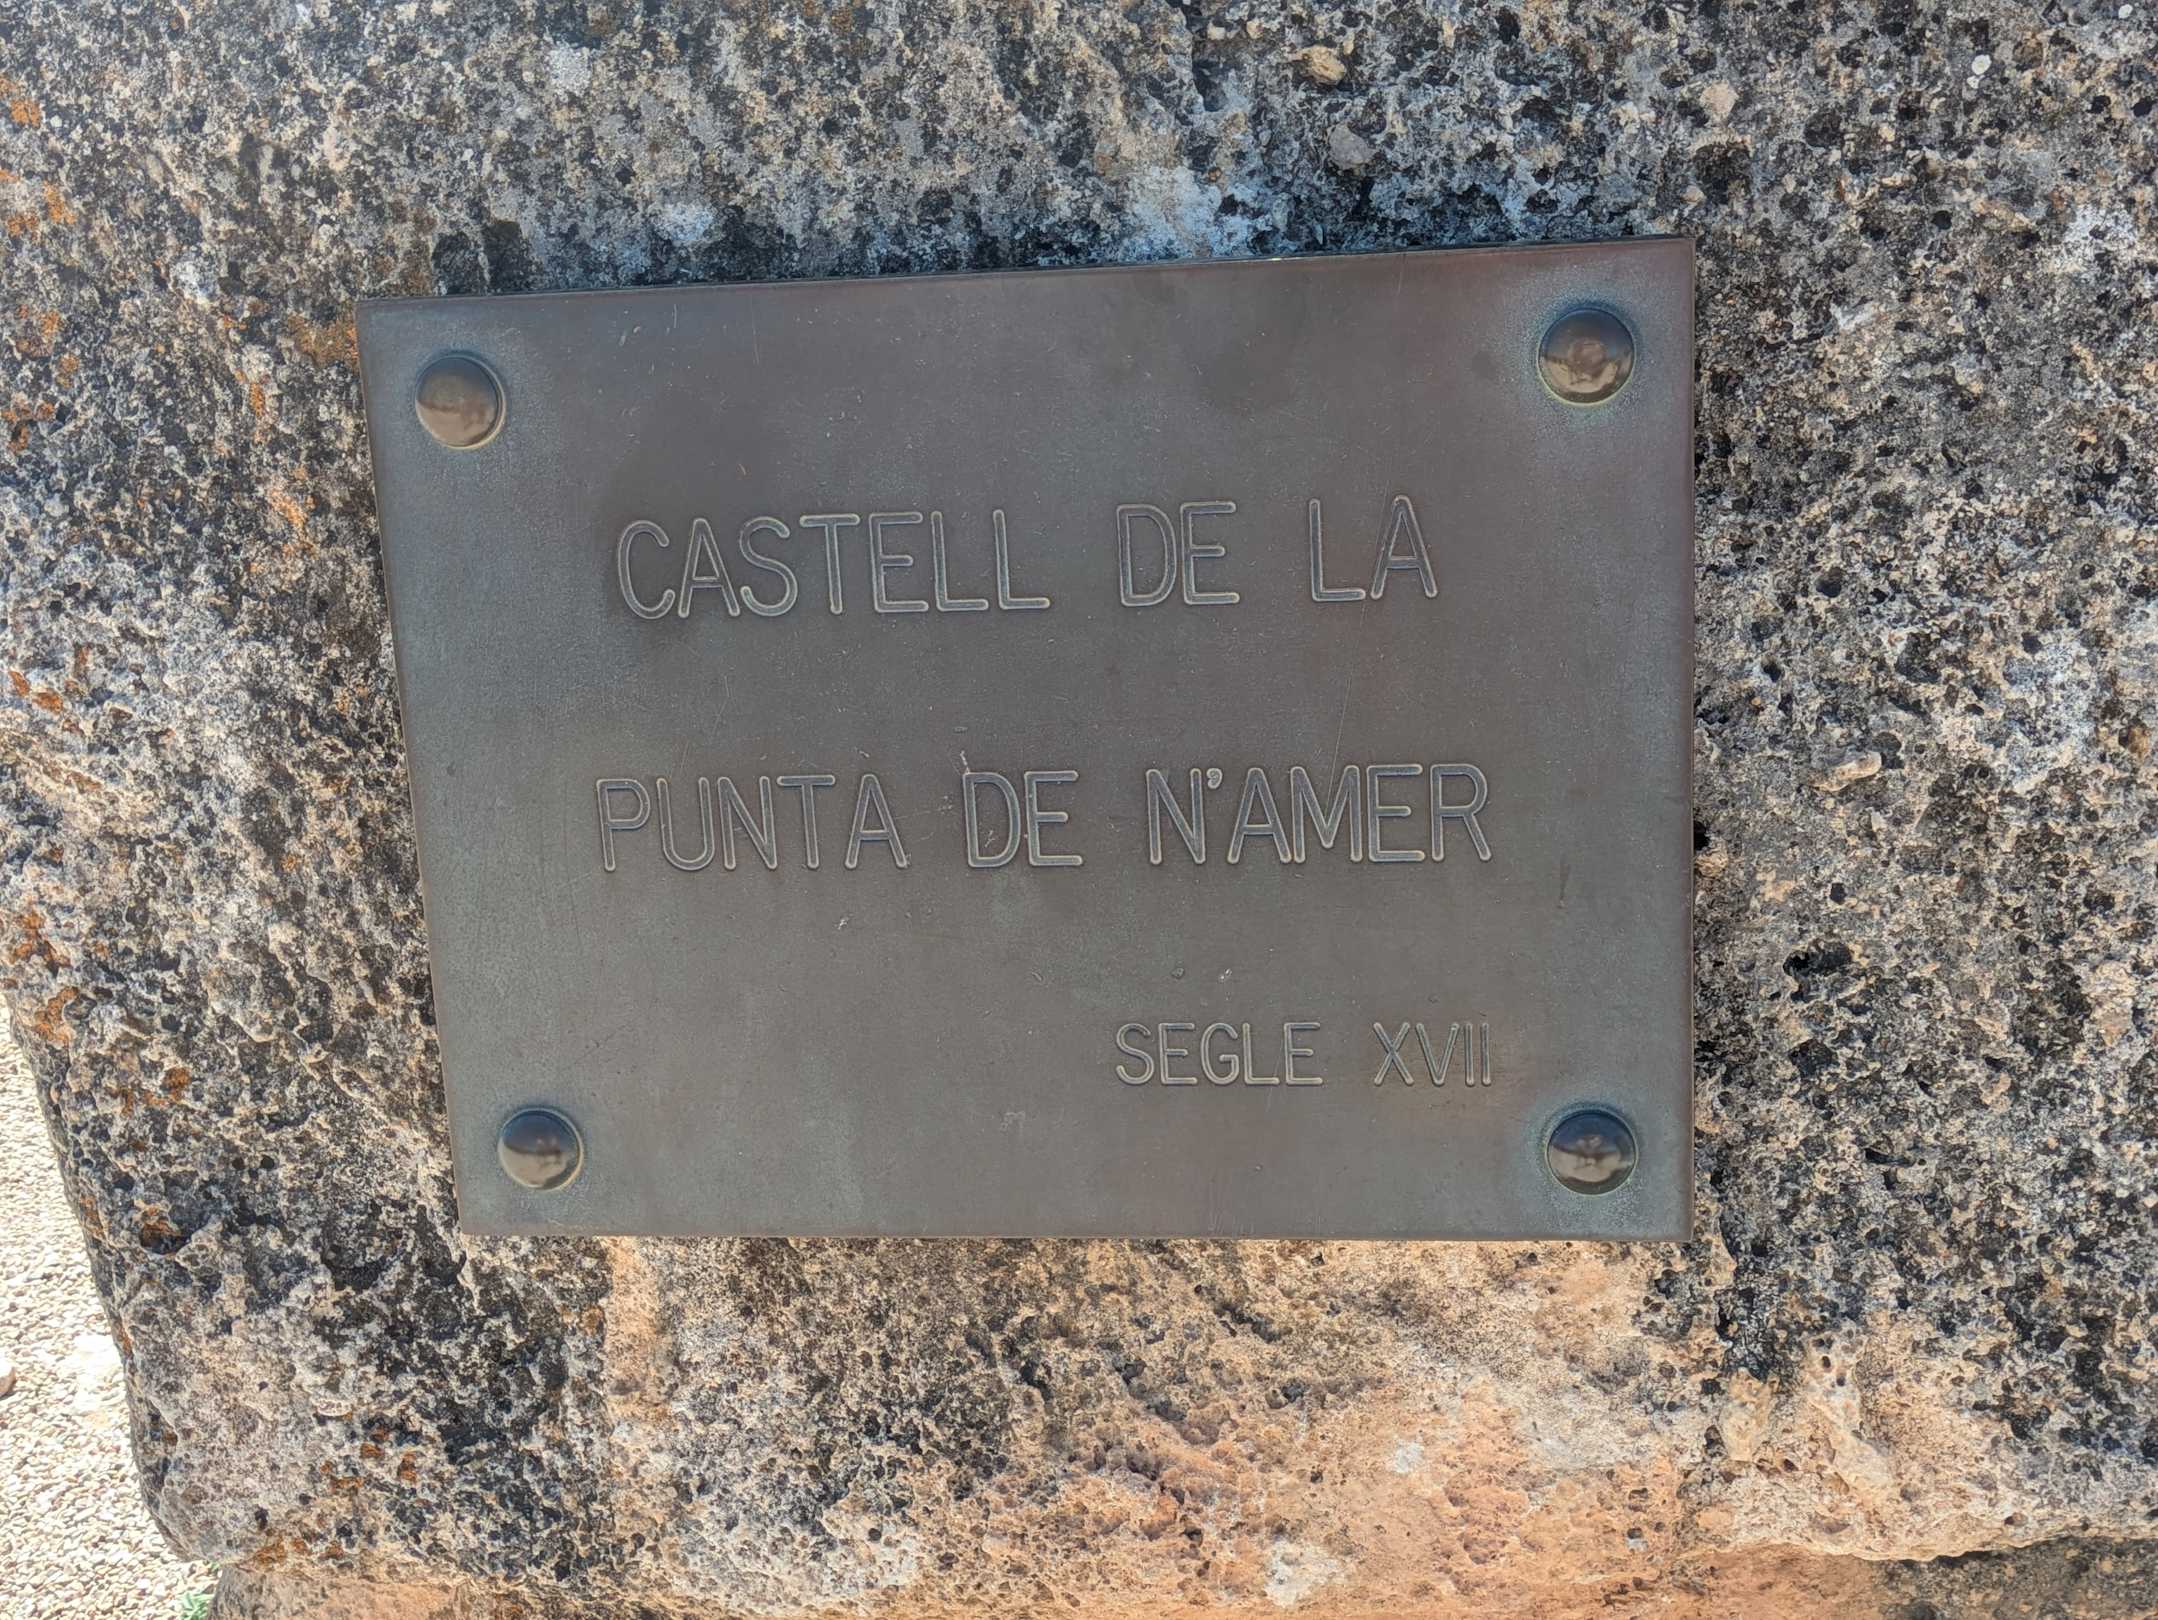 CASTELL DE LA
PUNTA DE N'AMER
SEGLE XVII